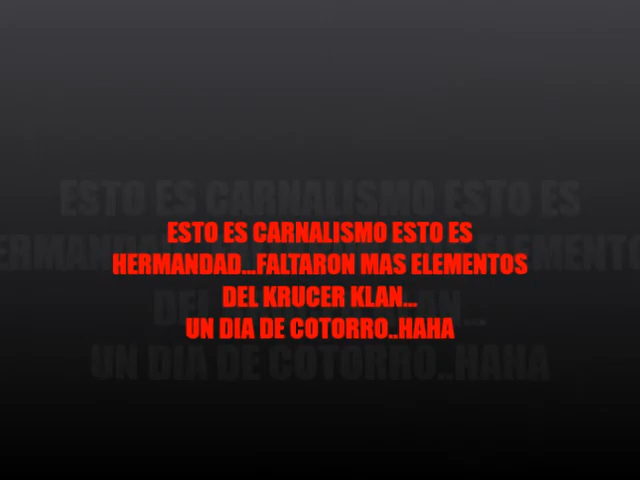 ESTO ES CARNALISMO ESTO ES
HERMANDAD...FALTARON MAS ELEMENTOS
DEL KRUCER KLAN...
UN DIA DE COTORRO..HAHA